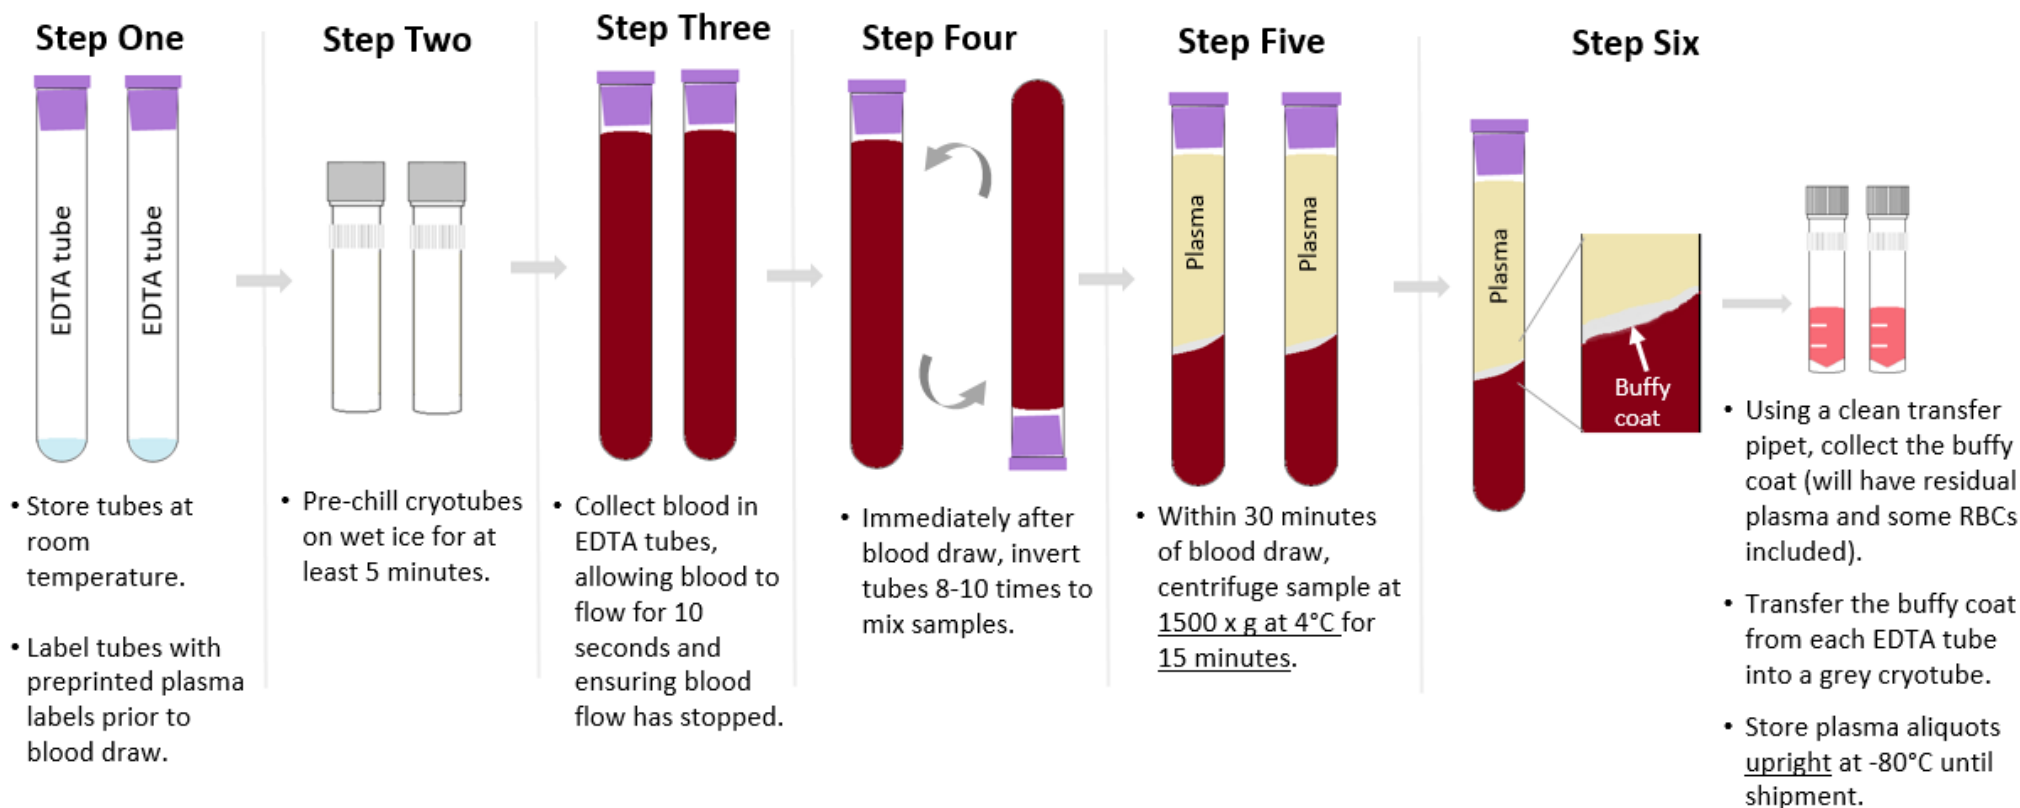 Step One
EDTA tube
EDTA tube
• Store tubes at
room
temperature.
• Label tubes with
preprinted plasma
labels prior to
blood draw.
Step Two
• Pre-chill cryotubes
on wet ice for at
least 5 minutes.
Step Three
• Collect blood in
EDTA tubes,
allowing blood to
flow for 10
seconds and
ensuring blood
flow has stopped.
Step Four
• Immediately after
blood draw, invert
tubes 8-10 times to
mix samples.
Step Five
Plasma
Plasma
• Within 30 minutes
of blood draw,
centrifuge sample at
1500 x g at 4°C for
15 minutes.
Step Six
Plasma
Buffy
coat
• Using a clean transfer
pipet, collect the buffy
coat (will have residual
plasma and some RBCs
included).
• Transfer the buffy coat
from each EDTA tube
into a grey cryotube.
• Store plasma aliquots
upright at -80°C until
shipment.